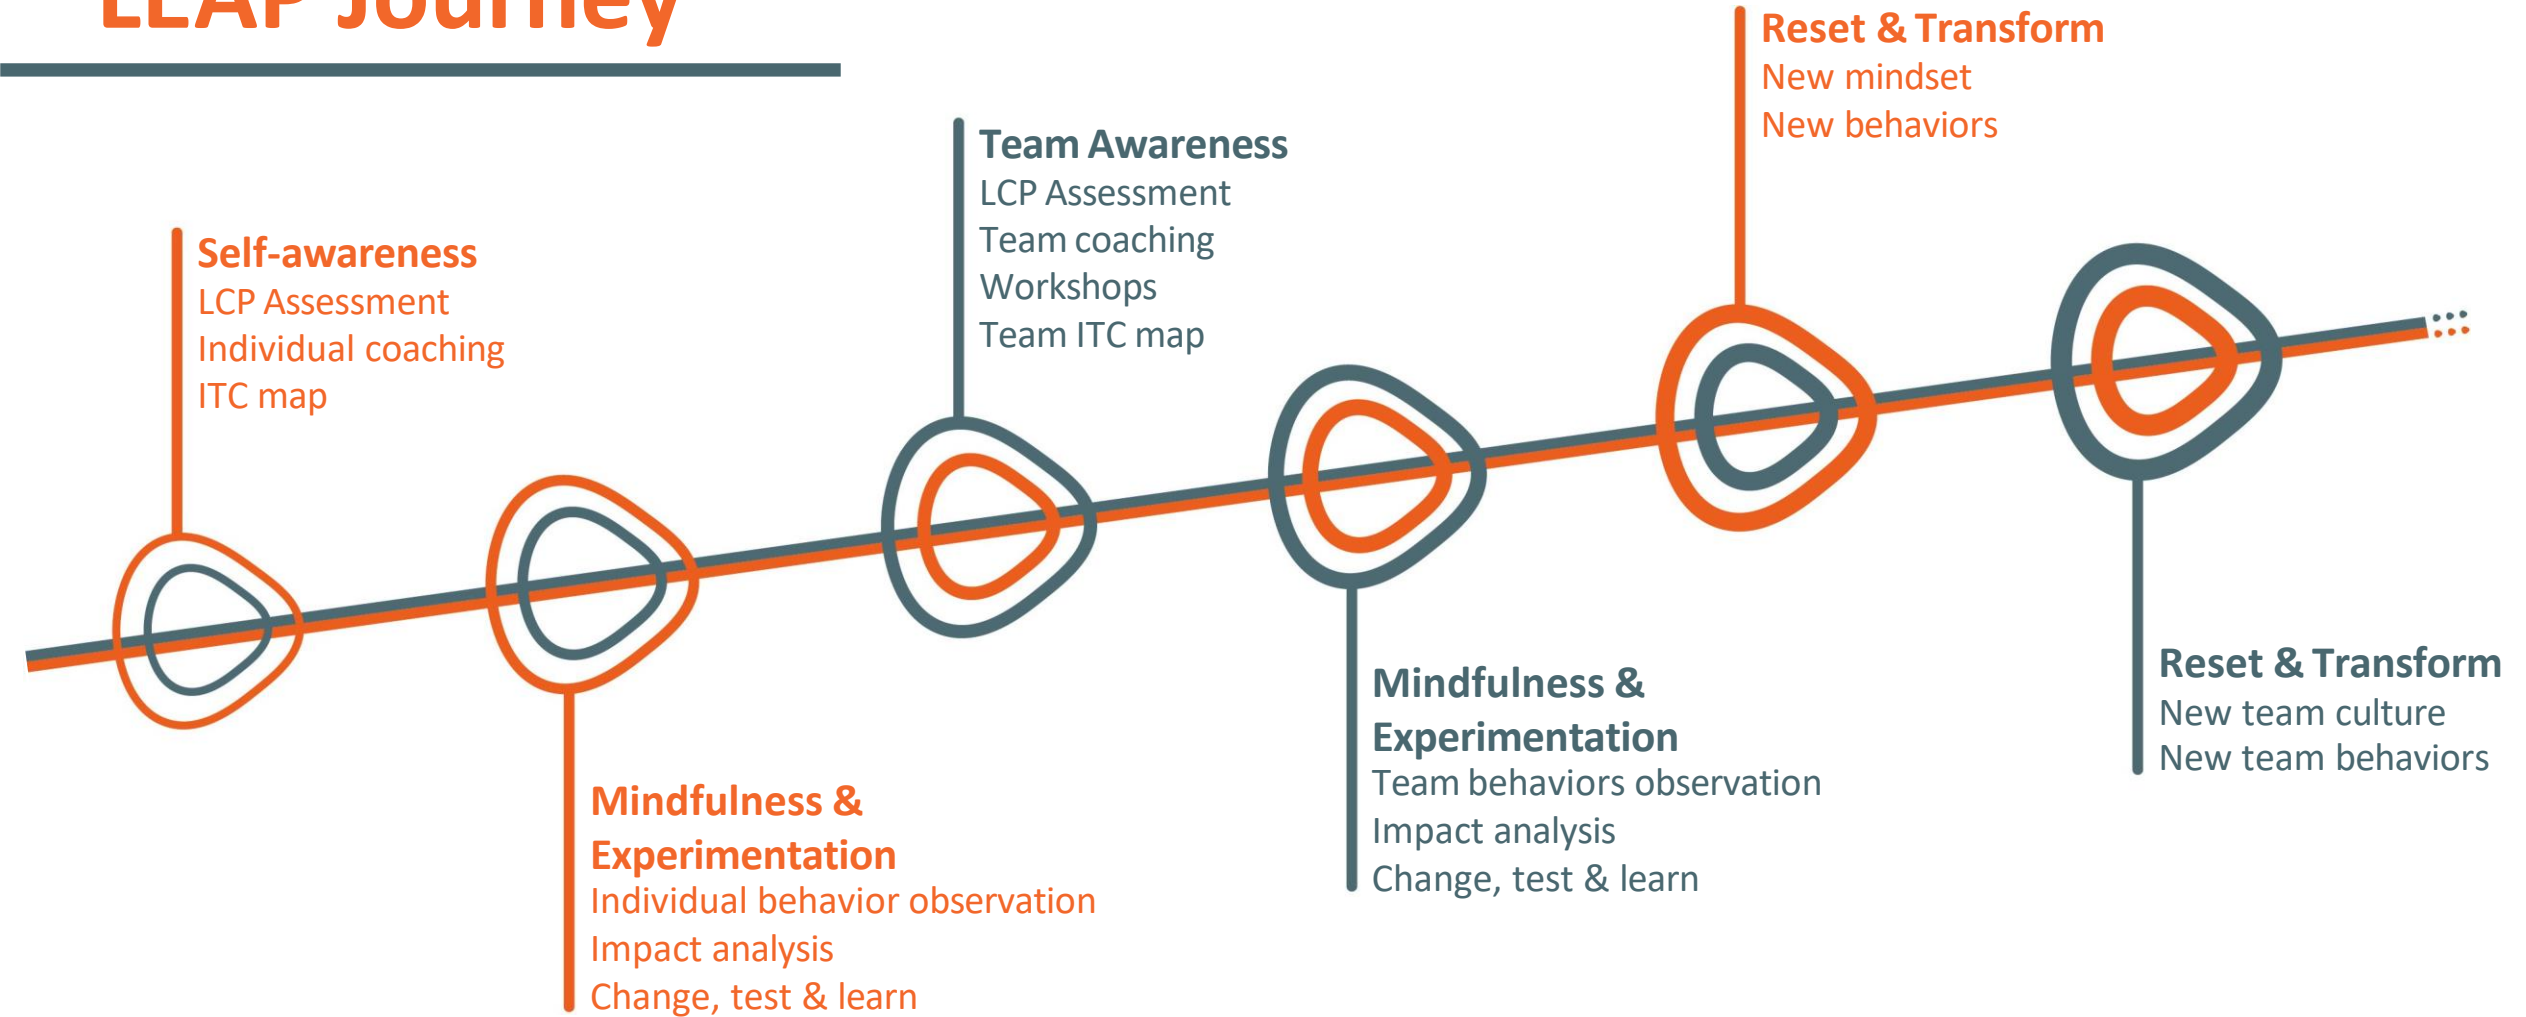 LEAP Journey
Self-awareness
LCP Assessment
Individual coaching
ITC map
Mindfulness &
Experimentation
Individual behavior observation
Impact analysis
Change, test & learn
Team Awareness
LCP Assessment
Team coaching
Workshops
Team ITC map
Mindfulness &
Experimentation
Team behaviors observation
Impact analysis
Change, test & learn
Reset & Transform
New mindset
New behaviors
Reset & Transform
New team culture
New team behaviors